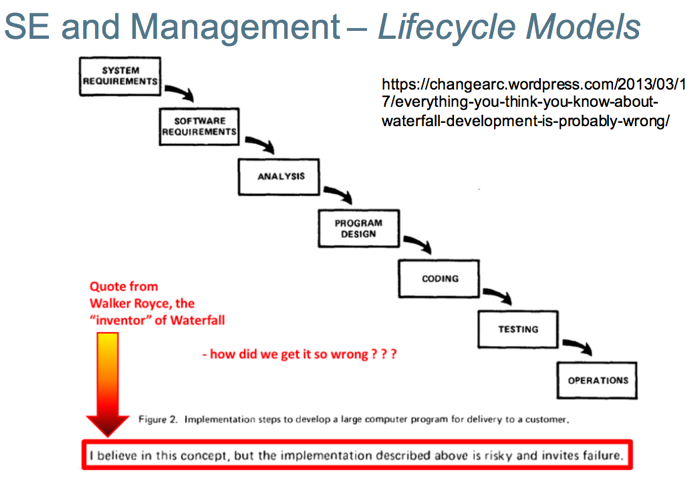 SE and Management – Lifecycle Models
SYSTEM
REQUIREMENTS
https://changearc.wordpress.com/2013/03/1
7/everything-you-think-you-know-about-
waterfall-development-is-probably-wrong/
SOFTWARE
REQUIREMENTS
ANALYSIS
PROGRAM
DESIGN
CODING
TESTING
OPERATIONS
Quote from
Walker Royce, the
“inventor” of Waterfall
- how did we get it so wrong ? ? ?
Figure 2. Implementation steps to develop a large computer program for delivery to a customer.
I believe in this concept, but the implementation described above is risky and invites failure.